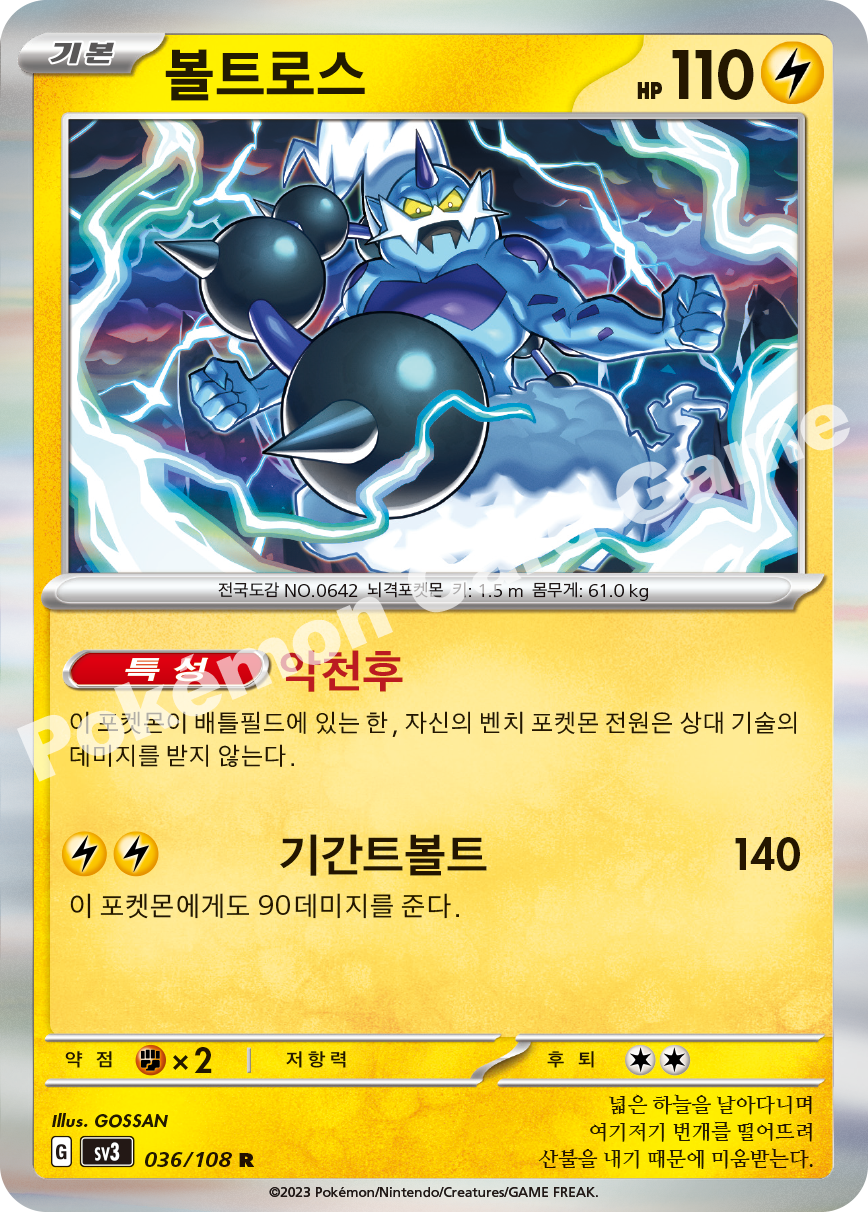 기본
볼트로스
HP 110
전국도감 NO.0642 뇌격포켓몬 키: 1.5 m 몸무게: 61.0 kg
특성 악천후
이 포켓몬이 배틀필드에 있는 한, 자신의 벤치 포켓몬 전원은 상대 기술의
데미지를 받지 않는다.
기간트볼트 140
이 포켓몬에게도 90데미지를 준다.
약점 ×2 저항력 후퇴
Illus. GOSSAN
넓은 하늘을 날아다니며
여기저기 번개를 떨어뜨려
산불을 내기 때문에 미움받는다.
G sv3 036/108 R
©2023 Pokémon/Nintendo/Creatures/GAME FREAK.
Pokémon Card Game